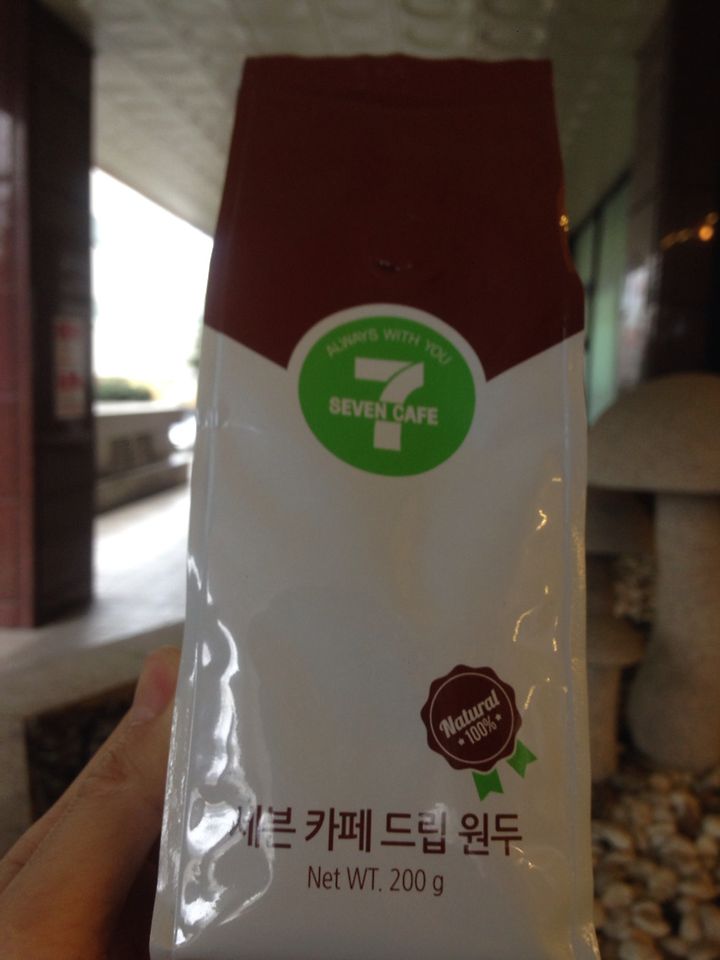 ALWAYS WITH YOU
7
SEVEN CAFE
Natural
100%
세븐 카페 드립 원두
Net WT. 200 g